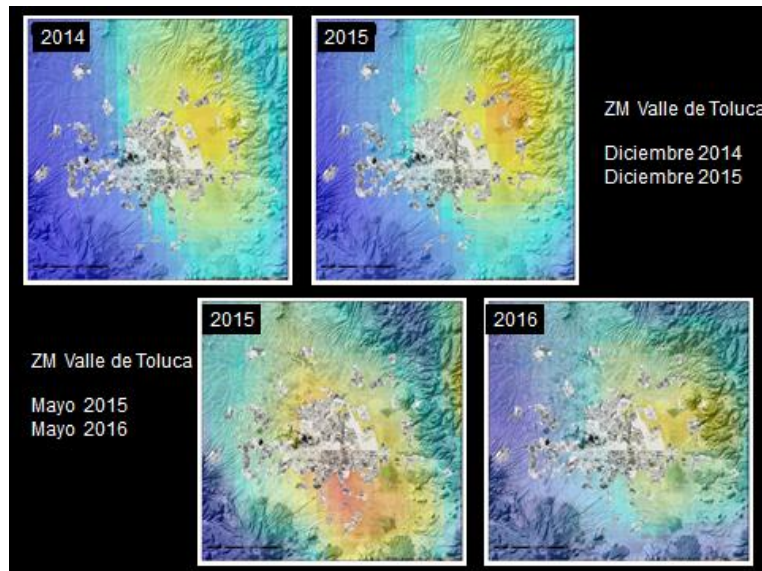 2014
2015
ZM Valle de Toluca
Diciembre 2014
Diciembre 2015
ZM Valle de Toluca
Mayo 2015
Mayo 2016
2015
2016